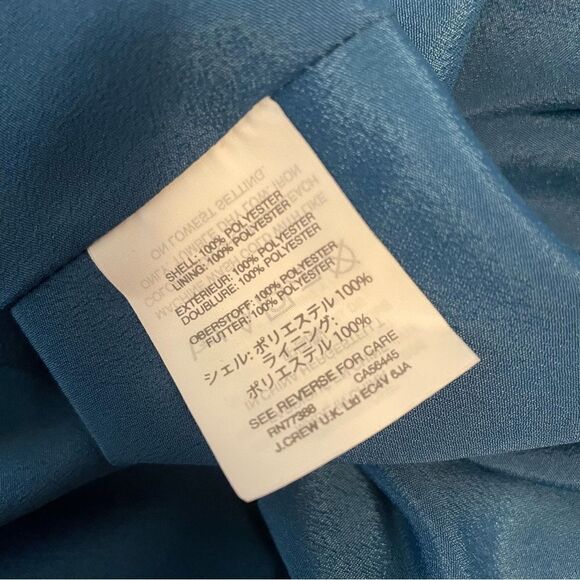 SHELL: 100% POLYESTER
LINING: 100% POLYESTER
EXTÉRIEUR: 100% POLYESTER
DOUBLURE: 100% POLYESTER
OBERSTOFF: 100% POLYESTER
FUTTER: 100% POLYESTER
シェル: ポリエステル 100%
ライニング:
ポリエステル 100%
SEE REVERSE FOR CARE
RN77388 CA56445
J.CREW U.K. Ltd EC4V 6JA